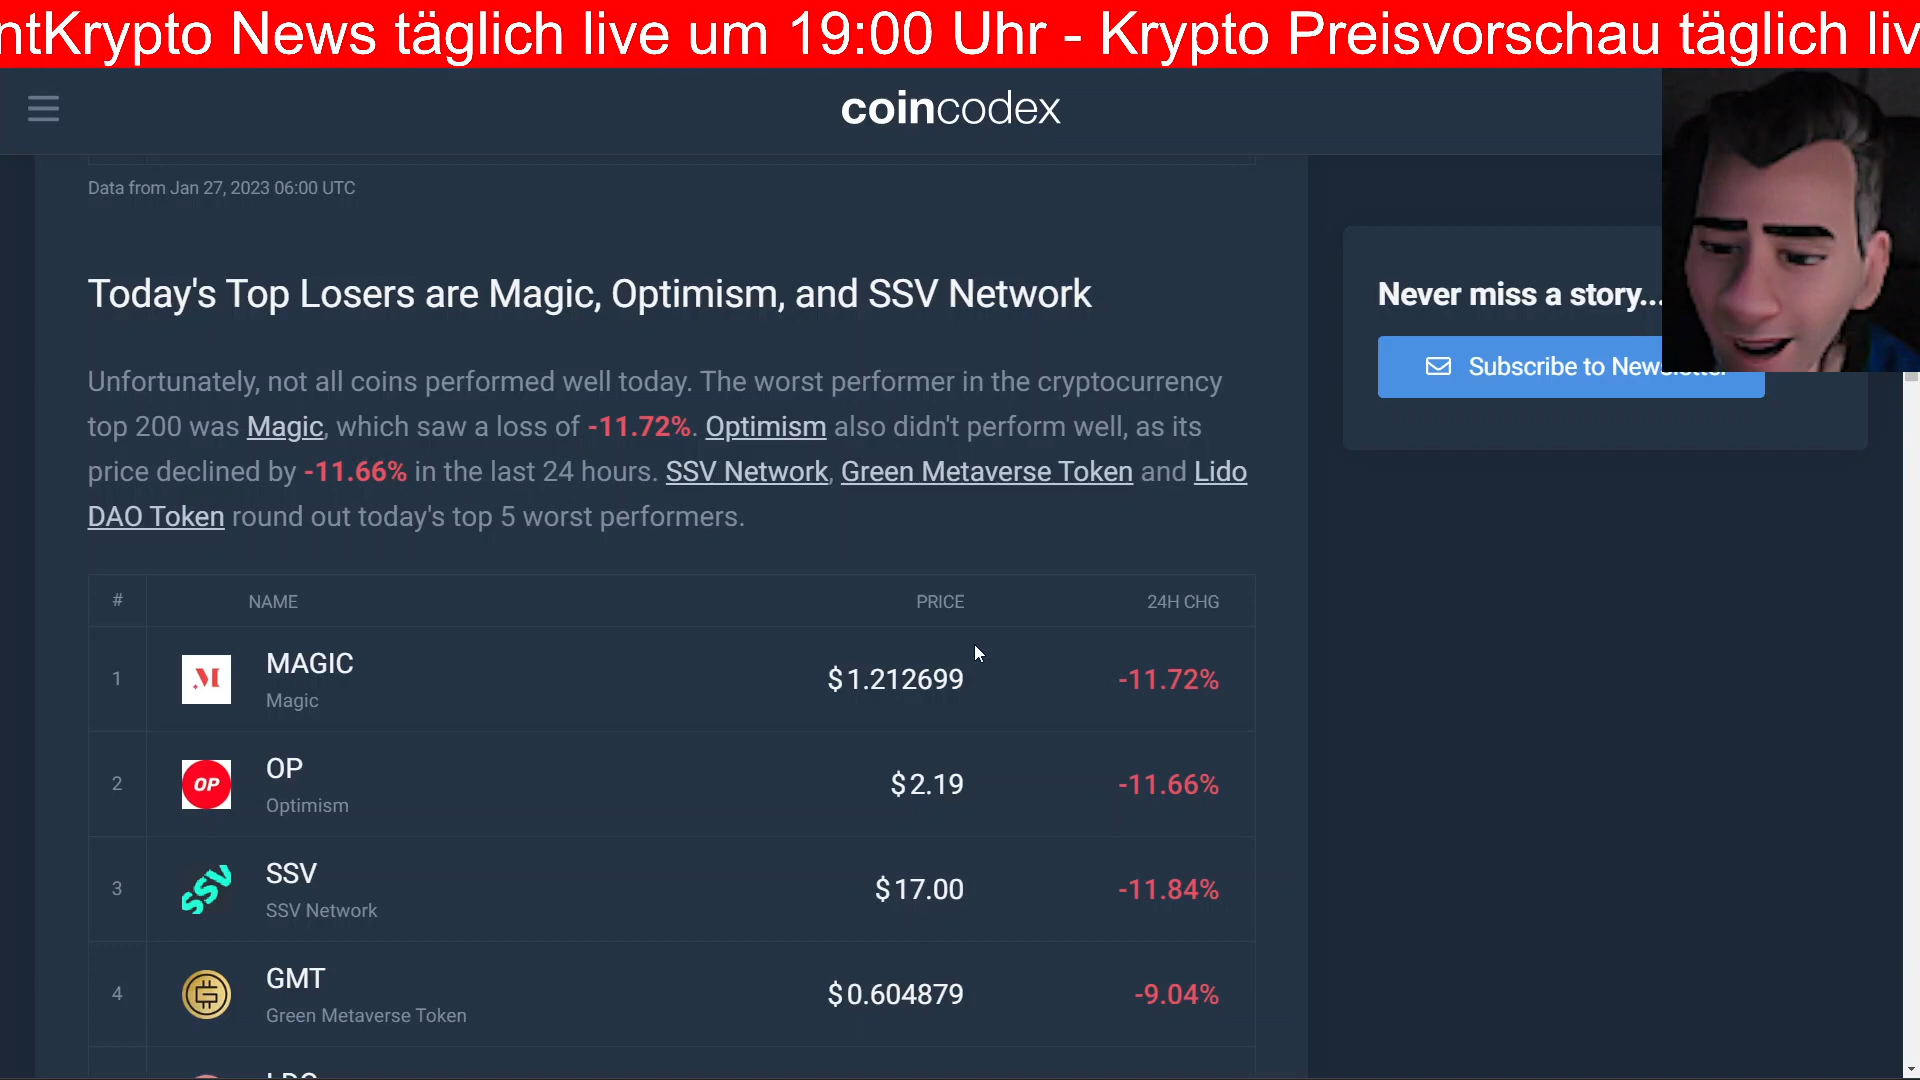 ntKrypto News täglich live um 19:00 Uhr - Krypto Preisvorschau täglich liv
coincodex
Data from Jan 27, 2023 06:00 UTC
Today's Top Losers are Magic, Optimism, and SSV Network
Unfortunately, not all coins performed well today. The worst performer in the cryptocurrency
top 200 was Magic, which saw a loss of -11.72%. Optimism also didn't perform well, as its
price declined by -11.66% in the last 24 hours. SSV Network, Green Metaverse Token and Lido
DAO Token round out today's top 5 worst performers.
Never miss a story...
Subscribe to Newsletter
# NAME PRICE 24H CHG
1 MAGIC $1.212699 -11.72%
Magic
2 OP OP $2.19 -11.66%
Optimism
3 SSV SSV $17.00 -11.84%
SSV Network
4 GMT $0.604879 -9.04%
Green Metaverse Token
LDO